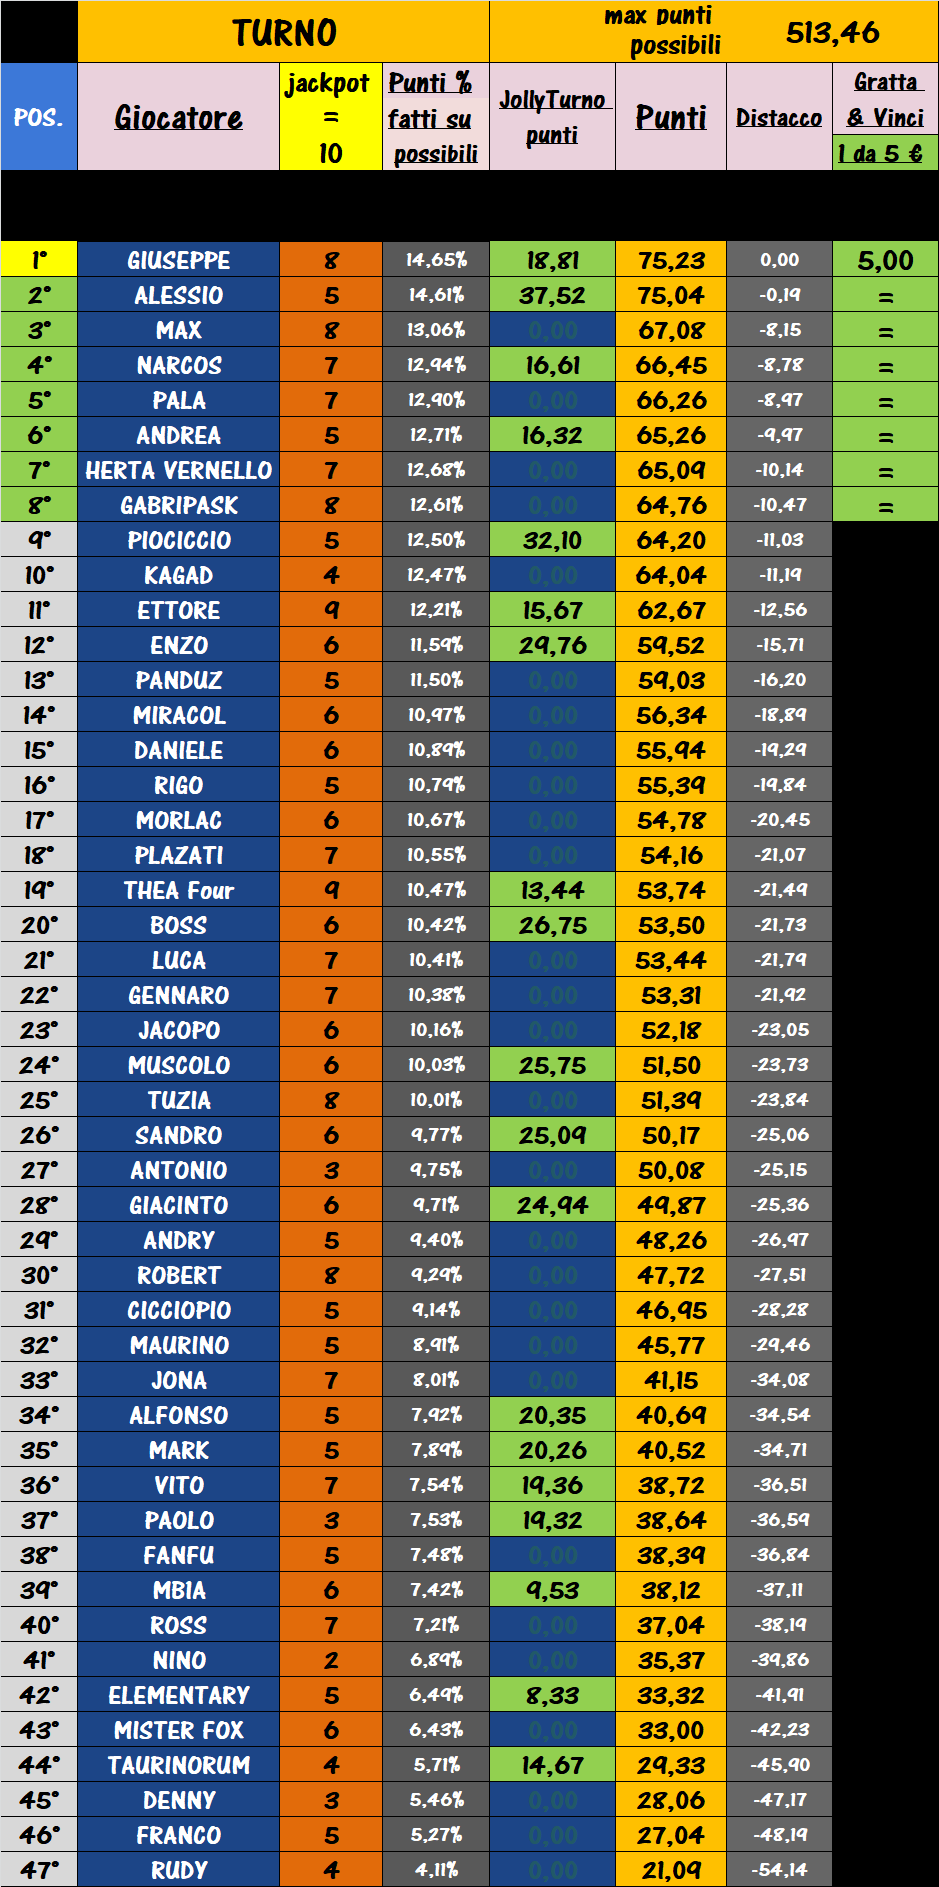 TURNO
max punti
possibili
513,46
POS.
Giocatore
jackpot
=
10
Punti %
fatti su
possibili
JollyTurno
punti
Punti
Distacco
Gratta
& Vinci
1 da 5 €
1° GIUSEPPE 8 14,65% 18,81 75,23 0,00 5,00
2° ALESSIO 5 14,61% 37,52 75,04 -0,19 =
3° MAX 8 13,06% 0,00 67,08 -8,15 =
4° NARCOS 7 12,94% 16,61 66,45 -8,78 =
5° PALA 7 12,90% 0,00 66,26 -8,97 =
6° ANDREA 5 12,71% 16,32 65,26 -9,97 =
7° HERTA VERNELLO 7 12,68% 0,00 65,09 -10,14 =
8° GABRIPASK 8 12,61% 0,00 64,76 -10,47 =
9° PIOCICCIO 5 12,50% 32,10 64,20 -11,03
10° KAGAD 4 12,47% 0,00 64,04 -11,19
11° ETTORE 9 12,21% 15,67 62,67 -12,56
12° ENZO 6 11,59% 29,76 59,52 -15,71
13° PANDUZ 5 11,50% 0,00 59,03 -16,20
14° MIRACOL 6 10,97% 0,00 56,34 -18,89
15° DANIELE 6 10,89% 0,00 55,94 -19,29
16° RIGO 5 10,79% 0,00 55,39 -19,84
17° MORLAC 6 10,67% 0,00 54,78 -20,45
18° PLAZATI 7 10,55% 0,00 54,16 -21,07
19° THEA Four 9 10,47% 13,44 53,74 -21,49
20° BOSS 6 10,42% 26,75 53,50 -21,73
21° LUCA 7 10,41% 0,00 53,44 -21,79
22° GENNARO 7 10,38% 0,00 53,31 -21,92
23° JACOPO 6 10,16% 0,00 52,18 -23,05
24° MUSCOLO 6 10,03% 25,75 51,50 -23,73
25° TUZIA 8 10,01% 0,00 51,39 -23,84
26° SANDRO 6 9,77% 25,09 50,17 -25,06
27° ANTONIO 3 9,75% 0,00 50,08 -25,15
28° GIACINTO 6 9,71% 24,94 49,87 -25,36
29° ANDRY 5 9,40% 0,00 48,26 -26,97
30° ROBERT 8 9,29% 0,00 47,72 -27,51
31° CICCIOPIO 5 9,14% 0,00 46,95 -28,28
32° MAURINO 5 8,91% 0,00 45,77 -29,46
33° JONA 7 8,01% 0,00 41,15 -34,08
34° ALFONSO 5 7,92% 20,35 40,69 -34,54
35° MARK 5 7,89% 20,26 40,52 -34,71
36° VITO 7 7,54% 19,36 38,72 -36,51
37° PAOLO 3 7,53% 19,32 38,64 -36,59
38° FANFU 5 7,48% 0,00 38,39 -36,84
39° MBIA 6 7,42% 9,53 38,12 -37,11
40° ROSS 7 7,21% 0,00 37,04 -38,19
41° NINO 2 6,89% 0,00 35,37 -39,86
42° ELEMENTARY 5 6,49% 8,33 33,32 -41,91
43° MISTER FOX 6 6,43% 0,00 33,00 -42,23
44° TAURINORUM 4 5,71% 14,67 29,33 -45,90
45° DENNY 3 5,46% 0,00 28,06 -47,17
46° FRANCO 5 5,27% 0,00 27,04 -48,19
47° RUDY 4 4,11% 0,00 21,09 -54,14